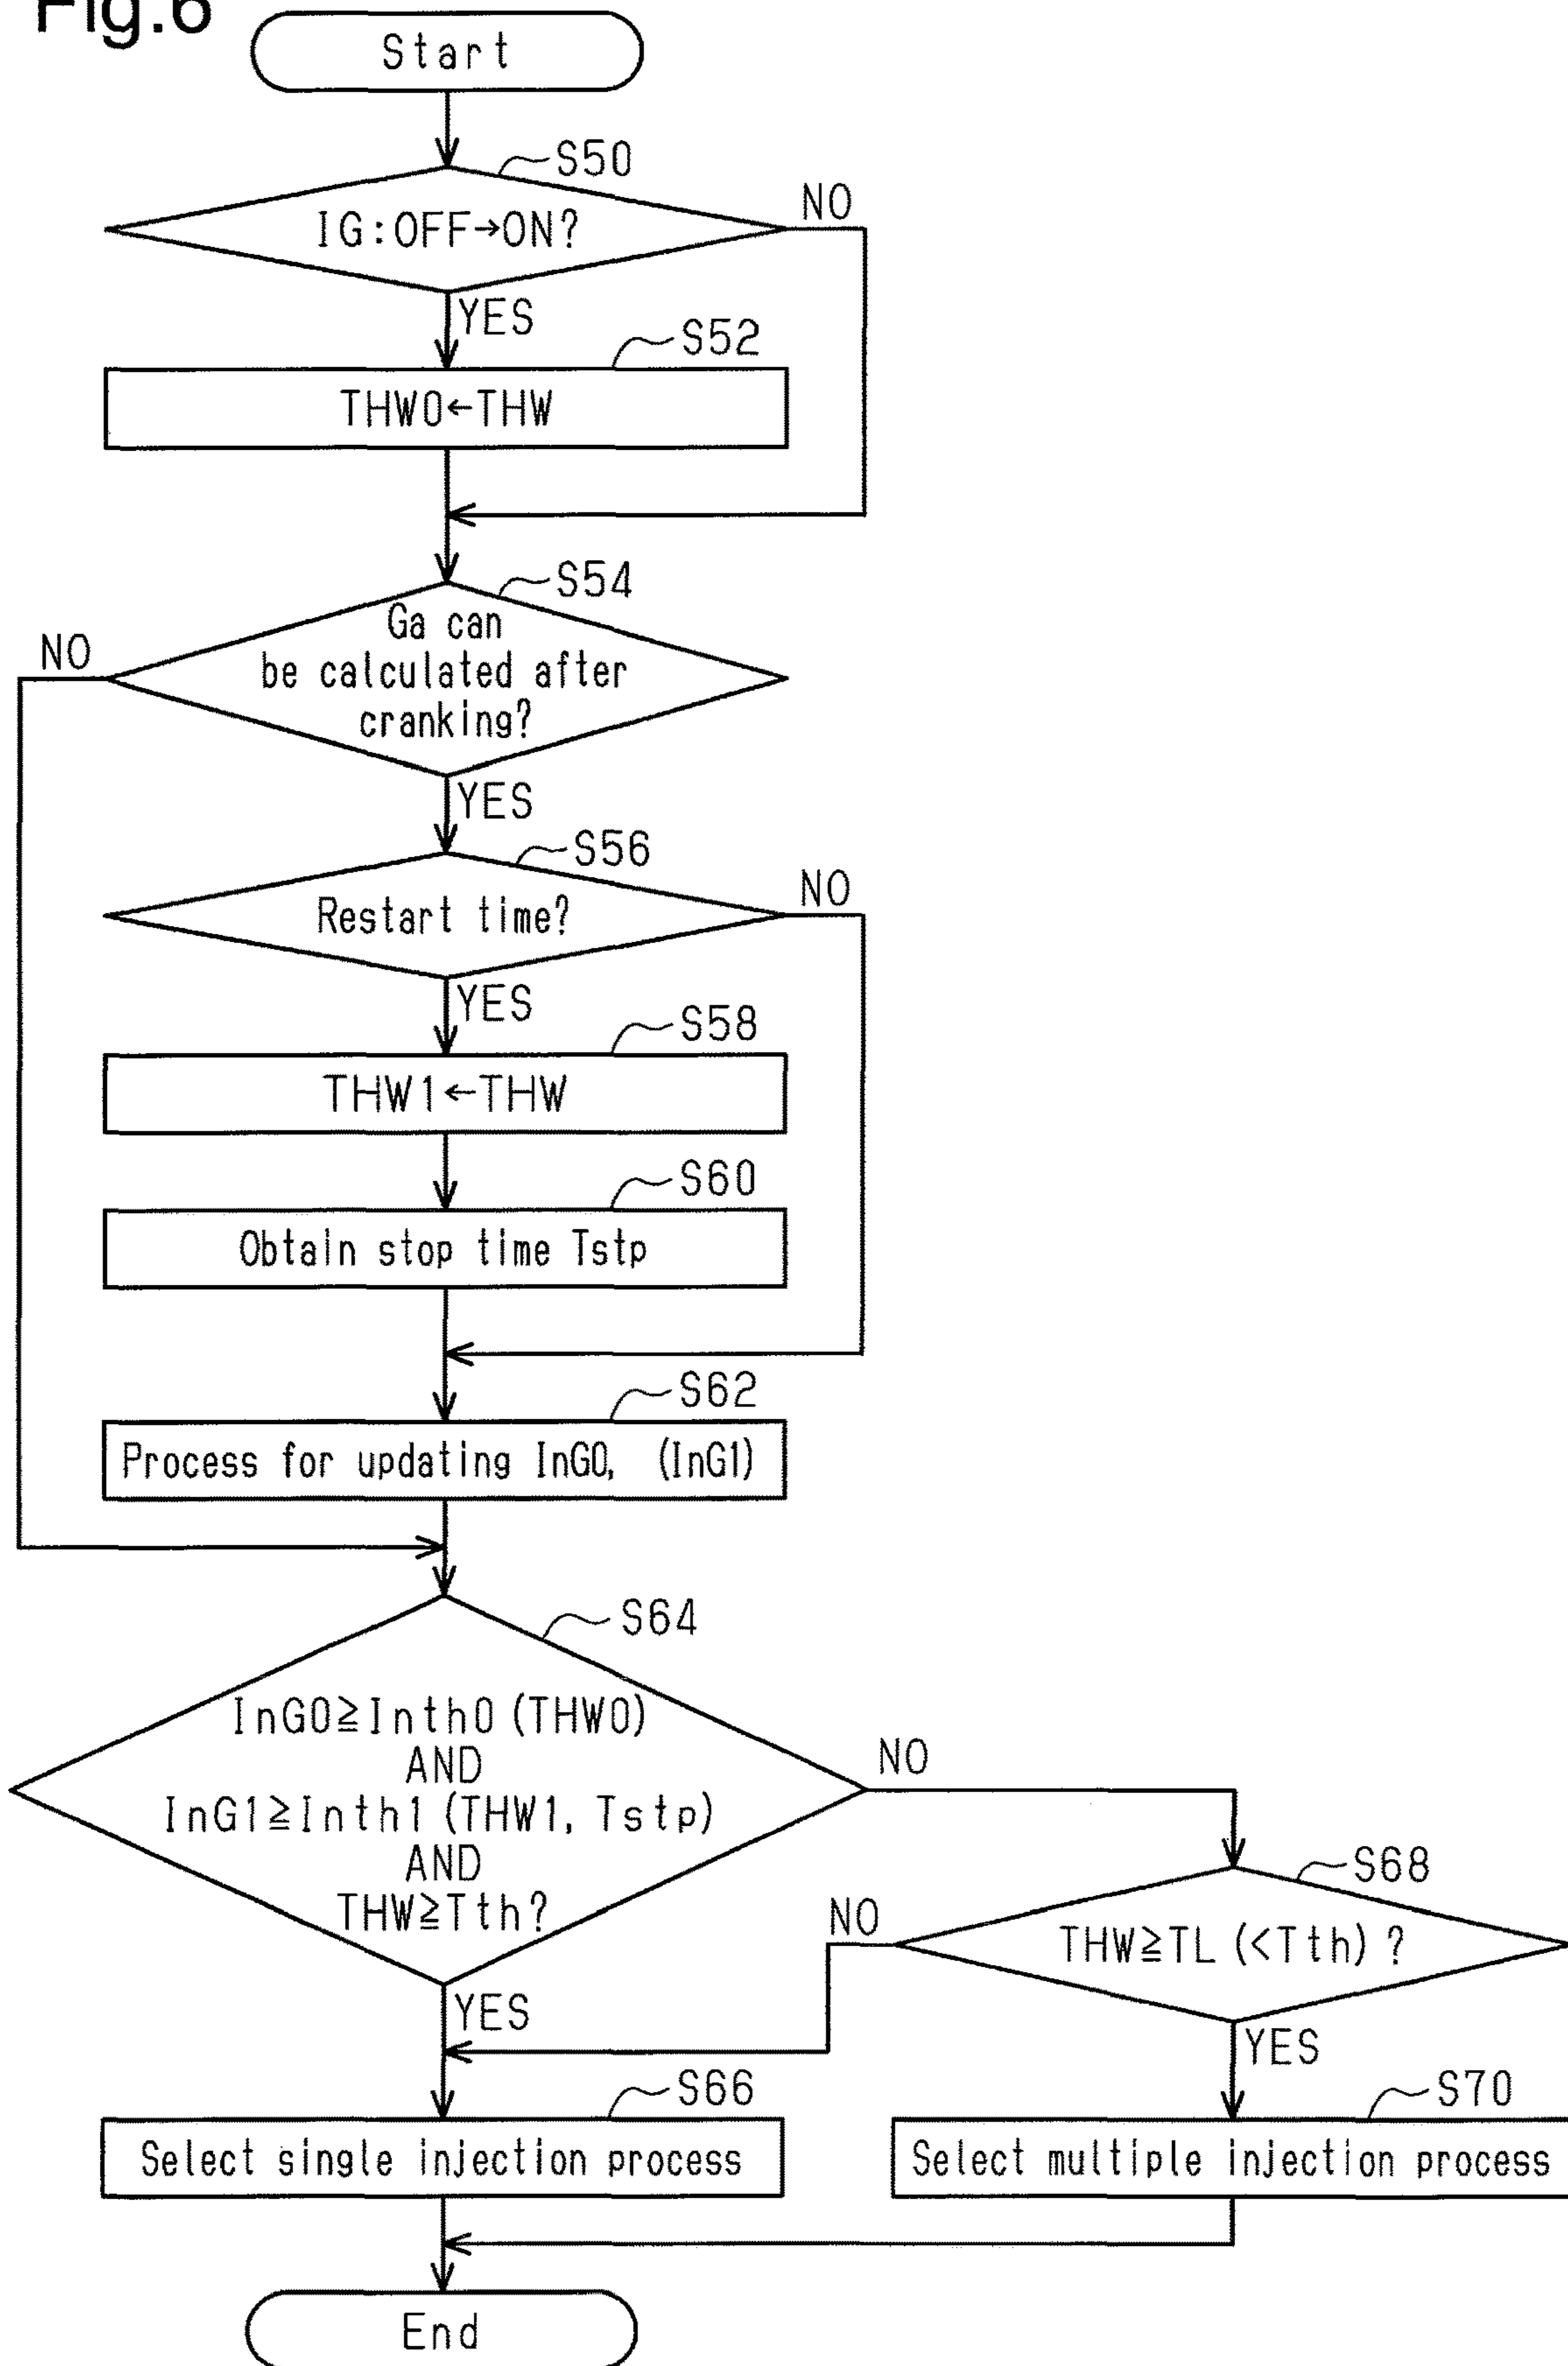 Fig.6
Start
S50
IG:OFF→ON?
NO
YES
S52
THW0←THW
S54
Ga can
be calculated after
cranking?
NO
YES
S56
Restart time?
NO
YES
S58
THW1←THW
S60
Obtain stop time Tstp
S62
Process for updating InG0, (InG1)
S64
InG0≧Inth0 (THW0)
AND
InG1≧Inth1 (THW1, Tstp)
AND
THW≧Tth?
NO
YES
S68
THW≧TL (<Tth) ?
NO
YES
S66
Select single injection process
S70
Select multiple injection process
End